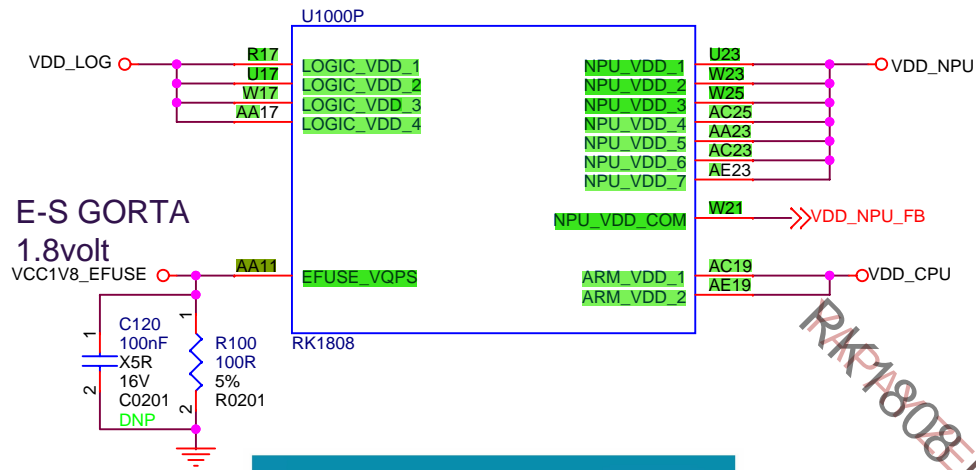 U1000P
VDD_LOG
R17
U17
W17
AA17
LOGIC_VDD_1
LOGIC_VDD_2
LOGIC_VDD_3
LOGIC_VDD_4
NPU_VDD_1
NPU_VDD_2
NPU_VDD_3
NPU_VDD_4
NPU_VDD_5
NPU_VDD_6
NPU_VDD_7
U23
W23
W25
AC25
AA23
AC23
AE23
VDD_NPU
NPU_VDD_COM
W21
VDD_NPU_FB
E-S GORTA
1.8volt
VCC1V8_EFUSE
AA11
EFUSE_VQPS
ARM_VDD_1
ARM_VDD_2
AC19
AE19
VDD_CPU
RK1808
1
2
C120
100nF
X5R
16V
C0201
DNP
1
2
R100
100R
5%
R0201
RK1808